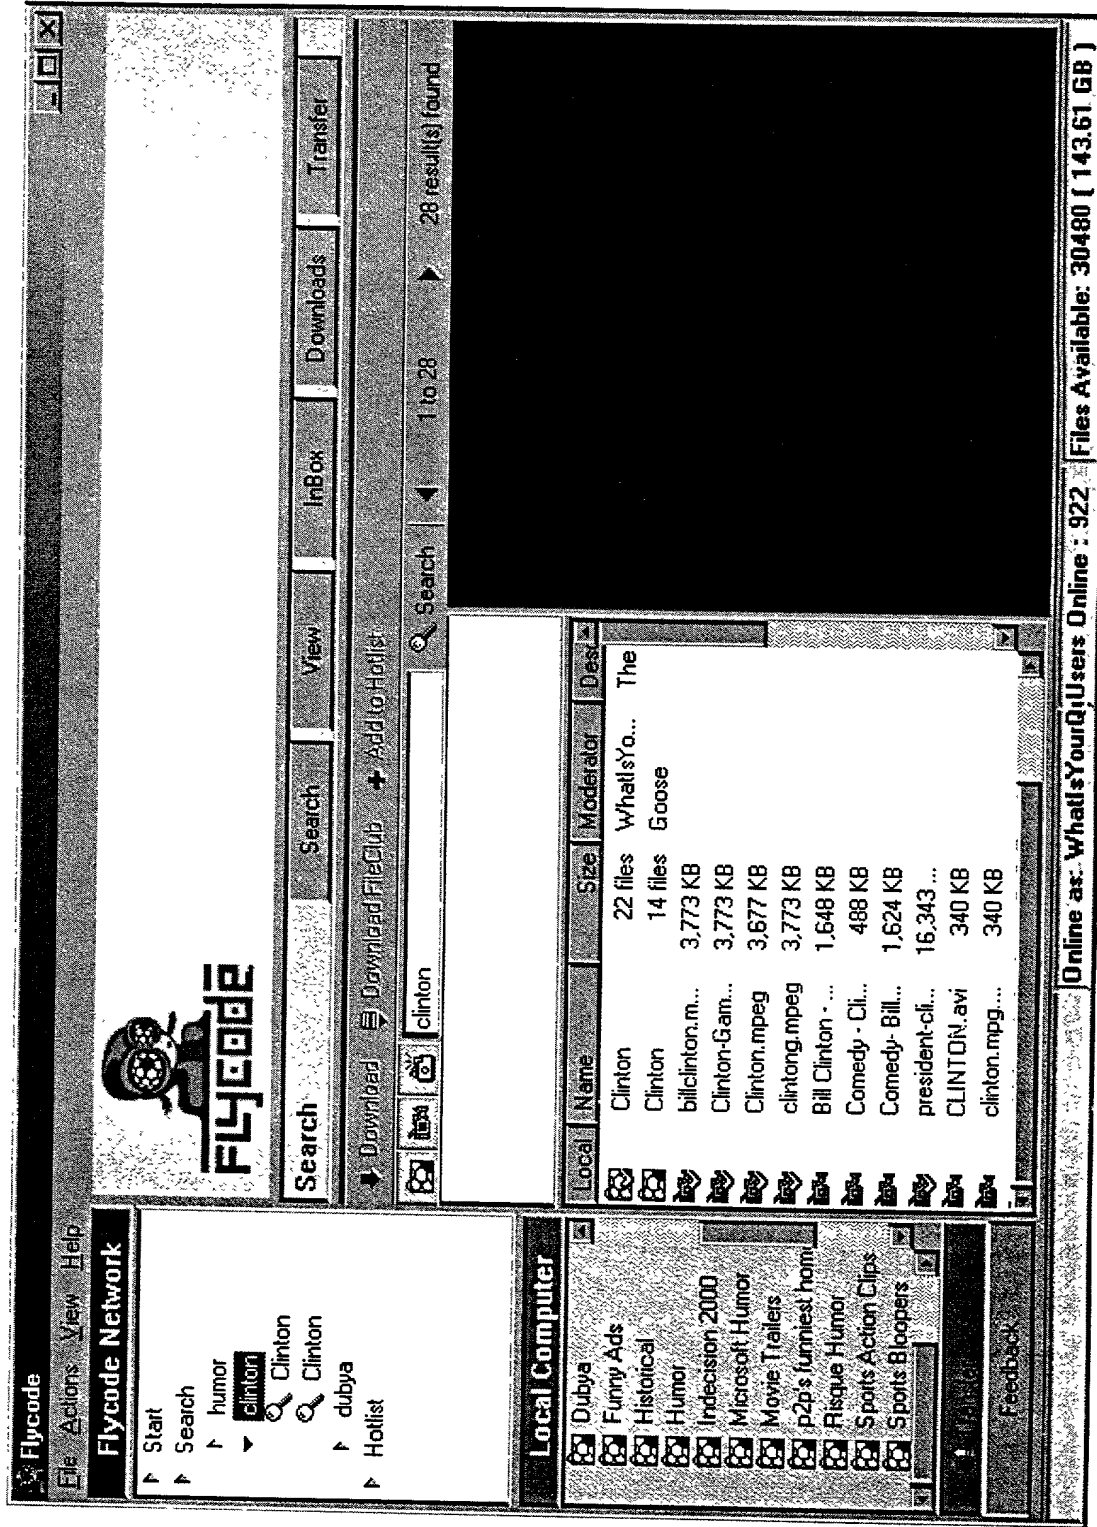 Flycode
File Actions View Help
Flycode Network
Start
Search
humor
clinton
Clinton
Clinton
dubya
Hotlist
Local Computer
Dubya
Funny Ads
Historical
Humor
Indecision 2000
Microsoft Humor
Movie Trailers
p2p's funniest hom
Risque Humor
Sports Action Clips
Sports Bloopers
Feedback
FLYCODE
Search Search View InBox Downloads Transfer
Download Download FileClub Add to Hotlist
clinton Search 1 to 28 28 result(s) found
Local Name Size Moderator Desc
Clinton 22 files WhatIsYo... The
Clinton 14 files Goose
billclinton.m... 3,773 KB
Clinton-Gam... 3,773 KB
Clinton.mpeg 3,677 KB
clintong.mpeg 3,773 KB
Bill Clinton - ... 1,648 KB
Comedy - Cli... 488 KB
Comedy- Bill... 1,624 KB
president-cli... 16,343 ...
CLINTON.avi 340 KB
clinton.mpg.... 340 KB
Online as: WhatIsYourQ Users Online : 922 Files Available: 30480 ( 143.61 GB )